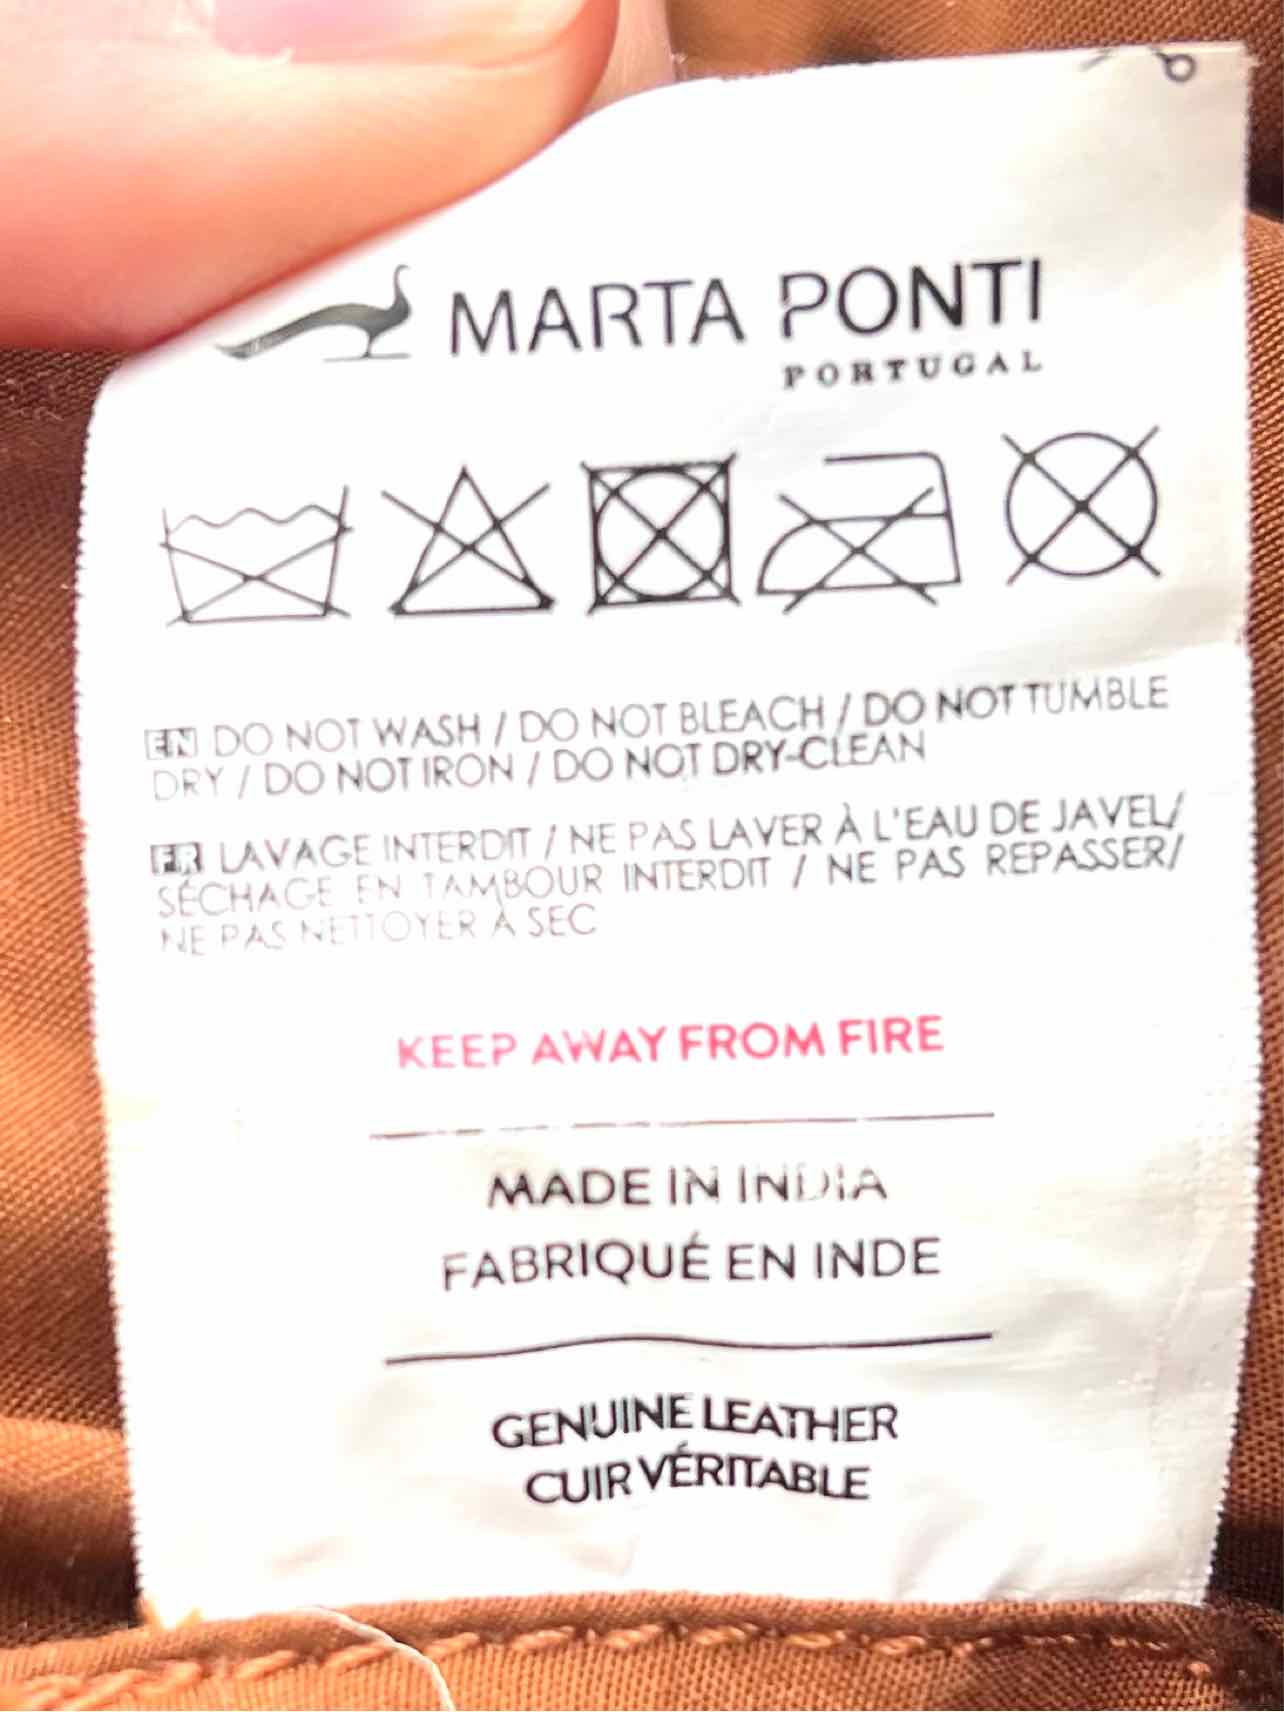 MARTA PONTI
PORTUGAL
EN DO NOT WASH / DO NOT BLEACH / DO NOT TUMBLE
DRY / DO NOT IRON / DO NOT DRY-CLEAN
FR LAVAGE INTERDIT / NE PAS LAVER À L'EAU DE JAVEL/
SÉCHAGE EN TAMBOUR INTERDIT / NE PAS REPASSER/
NE PAS NETTOYER À SEC
KEEP AWAY FROM FIRE
MADE IN INDIA
FABRIQUÉ EN INDE
GENUINE LEATHER
CUIR VÉRITABLE